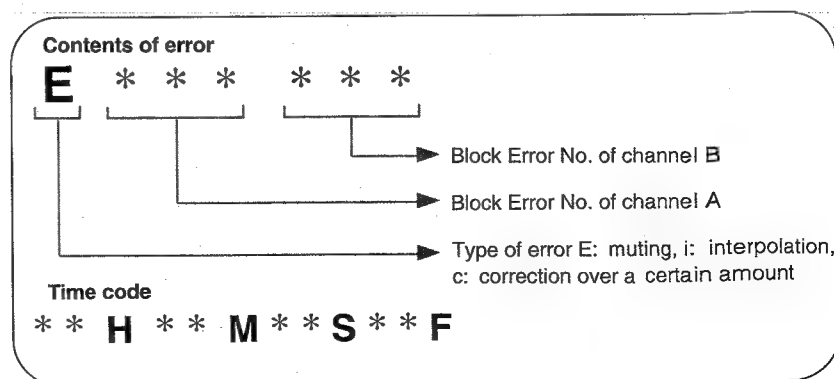 Contents of error
E * * * * * *
Block Error No. of channel B
Block Error No. of channel A
Type of error E: muting, i: interpolation,
c: correction over a certain amount
Time code
* * H * * M * * S * * F